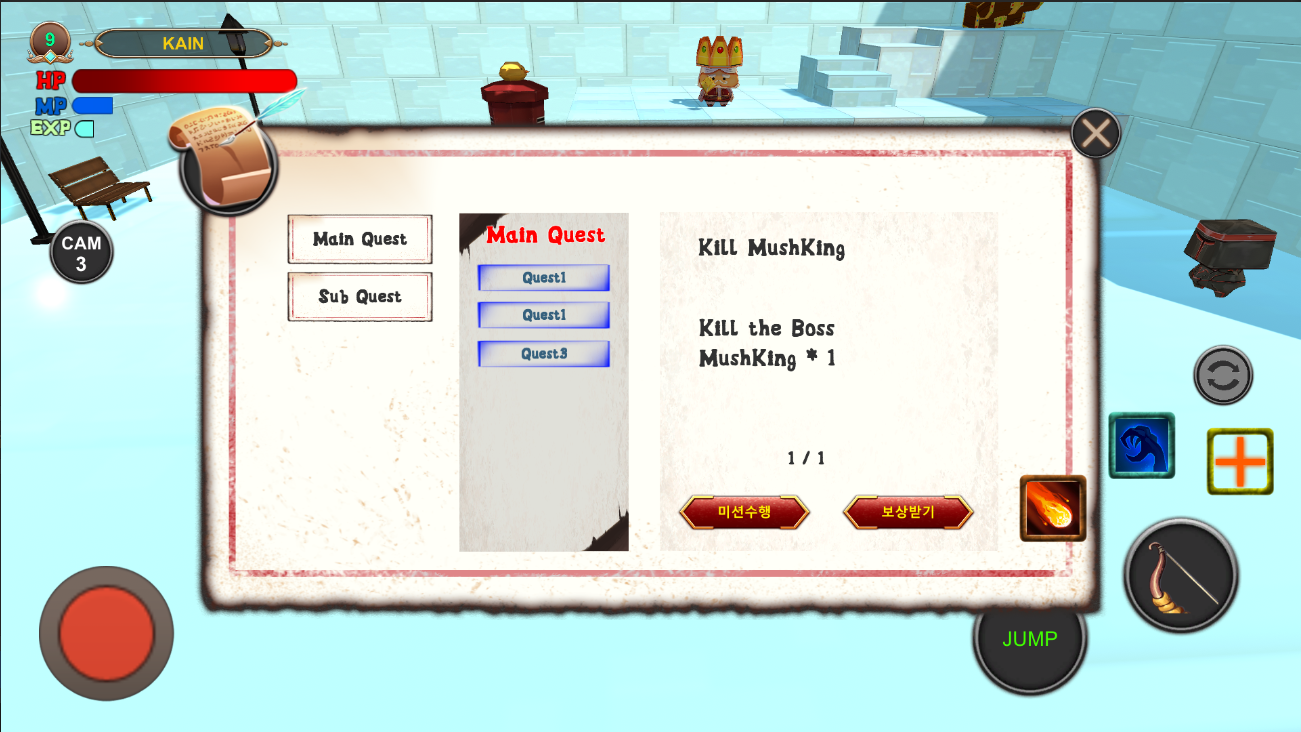 9
KAIN
HP
MP
EXP
CAM
3
Main Quest
Sub Quest
Main Quest
Quest1
Quest1
Quest3
Kill MushKing
Kill the Boss
MushKing * 1
1 / 1
미션수행
보상받기
JUMP